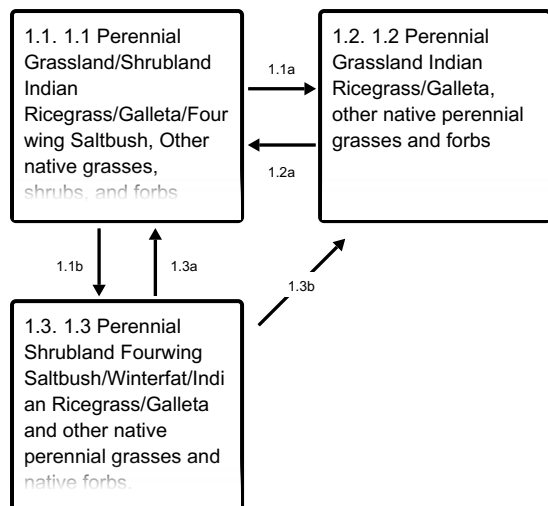 1.1. 1.1 Perennial
Grassland/Shrubland
Indian
Ricegrass/Galleta/Four
wing Saltbush, Other
native grasses,
shrubs, and forbs
1.1a
1.2a
1.2. 1.2 Perennial
Grassland Indian
Ricegrass/Galleta,
other native perennial
grasses and forbs
1.1b
1.3a
1.3b
1.3. 1.3 Perennial
Shrubland Fourwing
Saltbush/Winterfat/Indi
an Ricegrass/Galleta
and other native
perennial grasses and
native forbs.